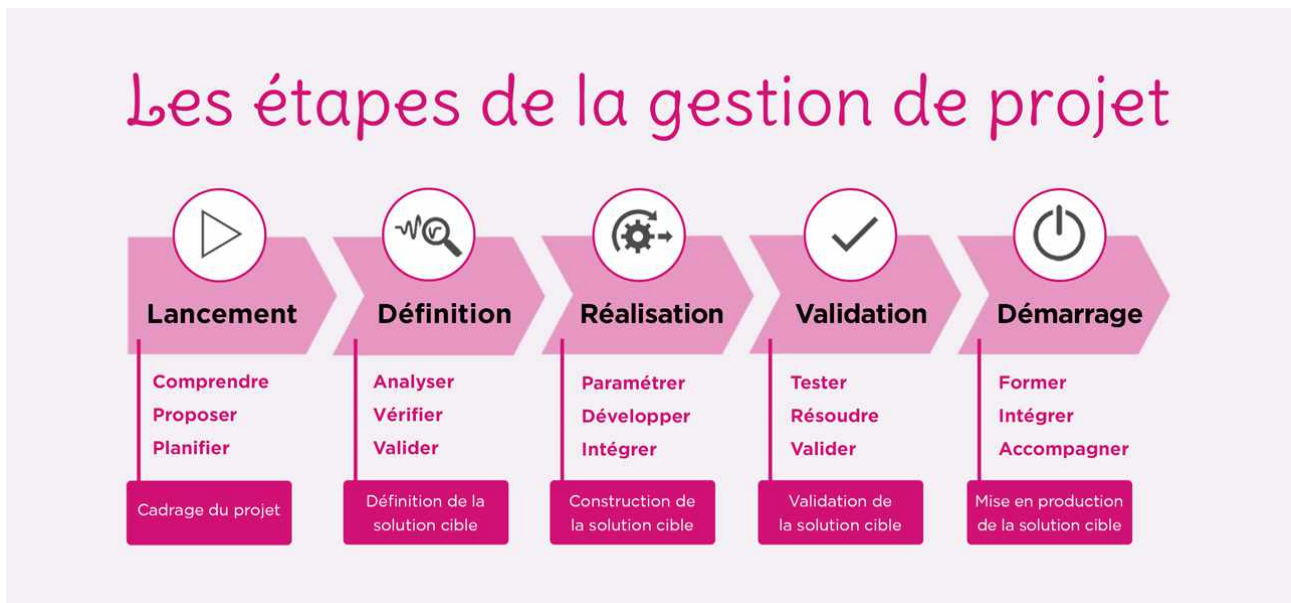 Les étapes de la gestion de projet
Lancement
Comprendre
Proposer
Planifier
Cadrage du projet
Définition
Analyser
Vérifier
Valider
Définition de la
solution cible
Réalisation
Paramétrer
Développer
Intégrer
Construction de
la solution cible
Validation
Tester
Résoudre
Valider
Validation de
la solution cible
Démarrage
Former
Intégrer
Accompagner
Mise en production
de la solution cible